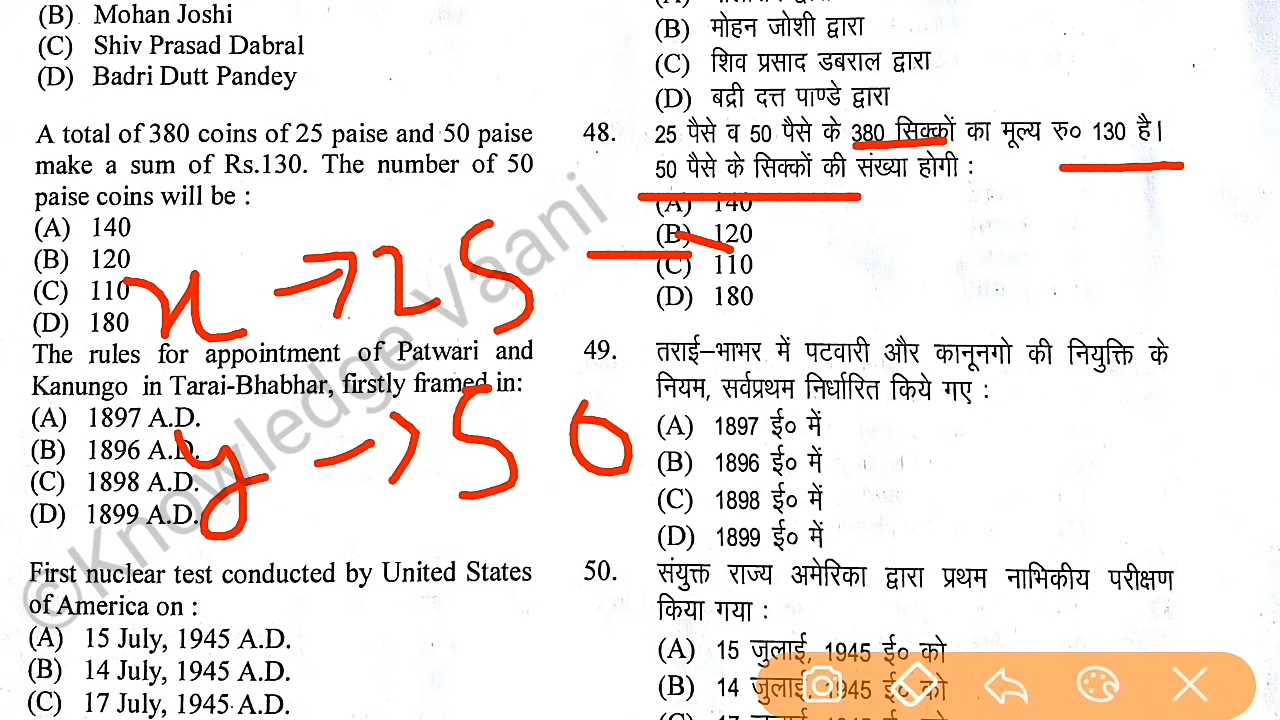 (B) Mohan Joshi
(C) Shiv Prasad Dabral
(D) Badri Dutt Pandey
A total of 380 coins of 25 paise and 50 paise
make a sum of Rs.130. The number of 50
paise coins will be :
(A) 140
(B) 120
(C) 110
(D) 180
The rules for appointment of Patwari and
Kanungo in Tarai-Bhabhar, firstly framed in:
(A) 1897 A.D.
(B) 1896 A.D.
(C) 1898 A.D.
(D) 1899 A.D.
First nuclear test conducted by United States
of America on :
(A) 15 July, 1945 A.D.
(B) 14 July, 1945 A.D.
(C) 17 July, 1945 A.D.
(B) मोहन जोशी द्वारा
(C) शिव प्रसाद डबराल द्वारा
(D) बद्री दत्त पाण्डे द्वारा
48. 25 पैसे व 50 पैसे के 380 सिक्कों का मूल्य रु० 130 है।
50 पैसे के सिक्कों की संख्या होगी :
(A) 140
(B) 120
(C) 110
(D) 180
49. तराई–भाभर में पटवारी और कानूनगो की नियुक्ति के
नियम, सर्वप्रथम निर्धारित किये गए :
(A) 1897 ई० में
(B) 1896 ई० में
(C) 1898 ई० में
(D) 1899 ई० में
50. संयुक्त राज्य अमेरिका द्वारा प्रथम नाभिकीय परीक्षण
किया गया :
(A) 15 जुलाई, 1945 ई० को
(B) 14 जुलाई, 1945 ई० को
x → 25
y → 50
©Knowledge Vaani